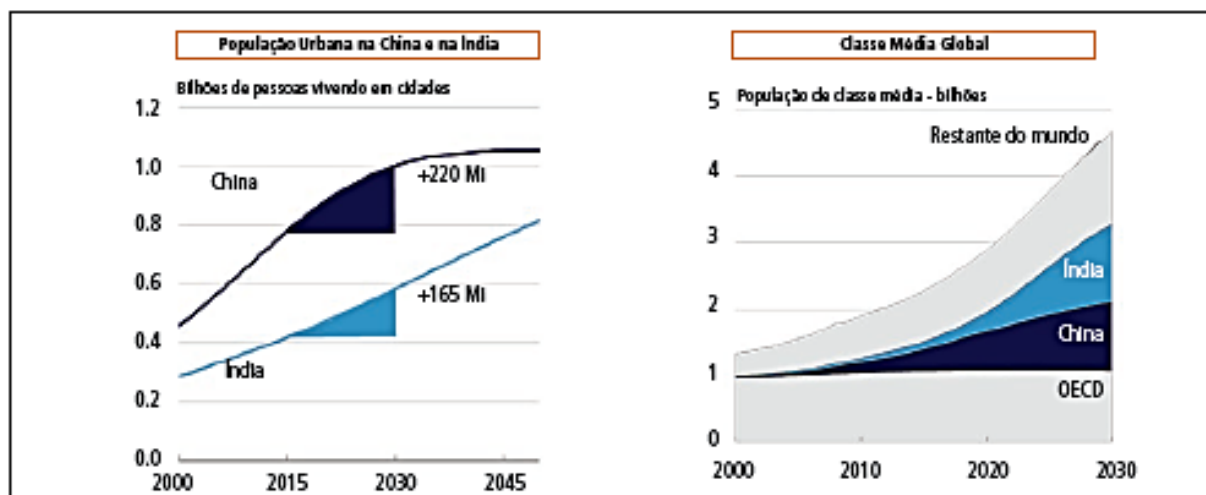 População Urbana na China e na Índia
Bilhões de pessoas vivendo em cidades
1.2
1.0
0.8
0.6
0.4
0.2
0.0
China
+220 Mi
+165 Mi
Índia
2000
2015
2030
2045
Classe Média Global
População de classe média - bilhões
5
4
3
2
1
0
Restante do mundo
Índia
China
OECD
2000
2010
2020
2030